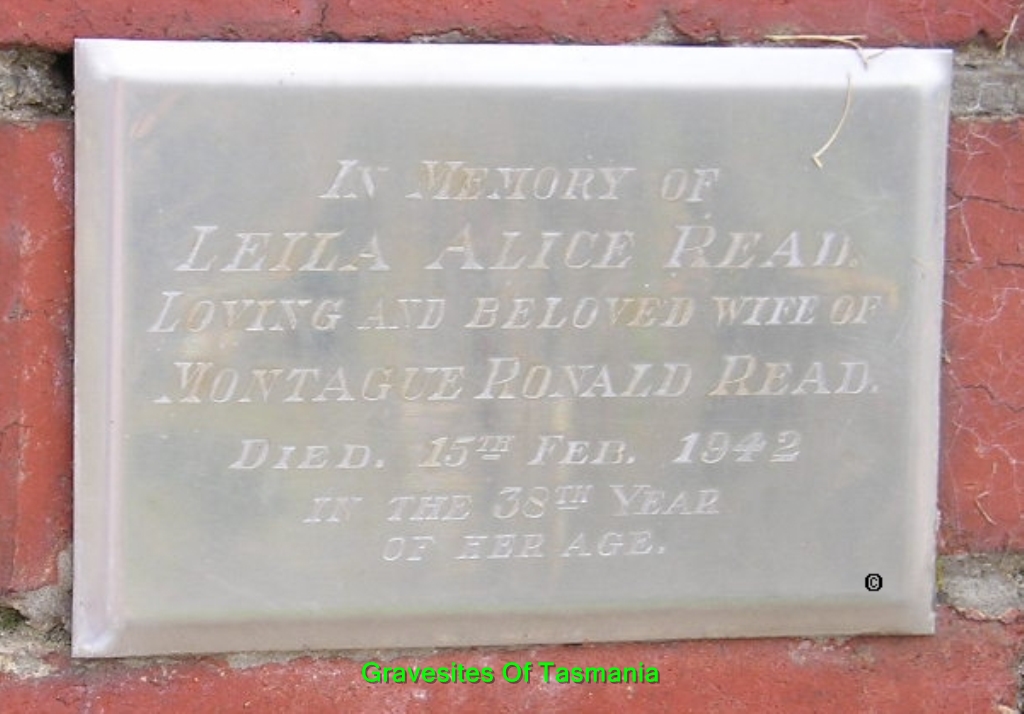 IN MEMORY OF
LEILA ALICE READ.
LOVING AND BELOVED WIFE OF
MONTAGUE RONALD READ.
DIED. 15TH FEB. 1942
IN THE 38TH YEAR
OF HER AGE.
©
Gravesites Of Tasmania